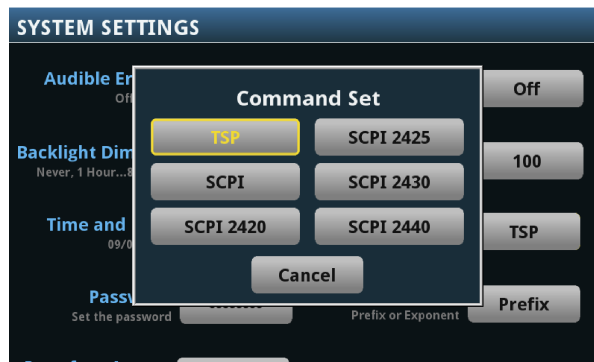 SYSTEM SETTINGS
Audible Er
Off
Off
Command Set
TSP
SCPI 2425
Backlight Dim
Never, 1 Hour...8
100
SCPI
SCPI 2430
Time and
09/0
TSP
SCPI 2420
SCPI 2440
Cancel
Passw
Set the password
Prefix or Exponent
Prefix